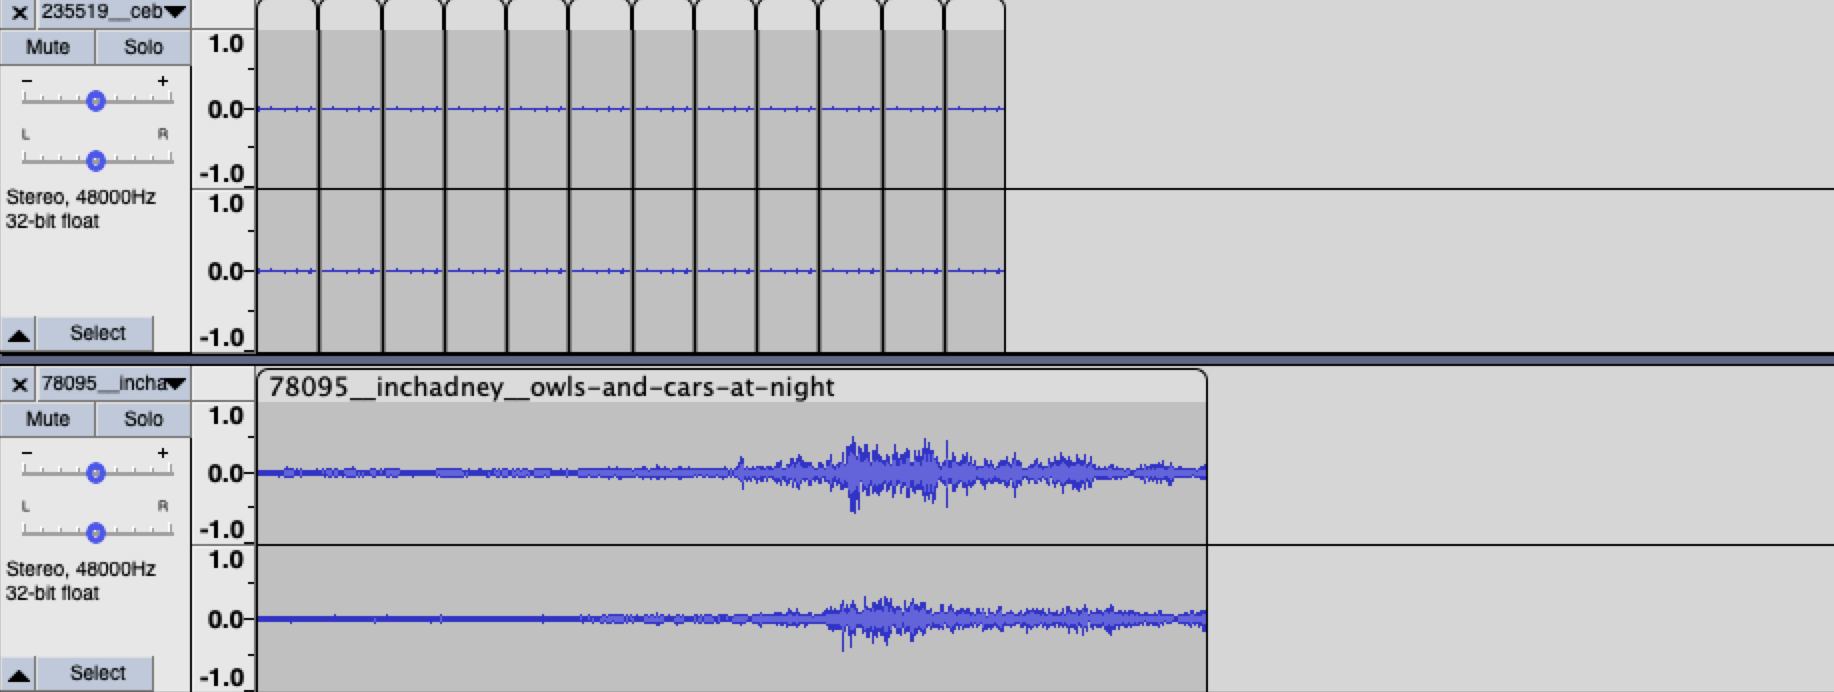 × 235519__ceb
Mute Solo
1.0
- +
0.0
L R
-1.0
Stereo, 48000Hz
1.0
32-bit float
0.0
Select
-1.0
× 78095__incha
78095__inchadney__owls-and-cars-at-night
Mute Solo
1.0
- +
0.0
L R
-1.0
1.0
Stereo, 48000Hz
32-bit float
0.0
Select
-1.0